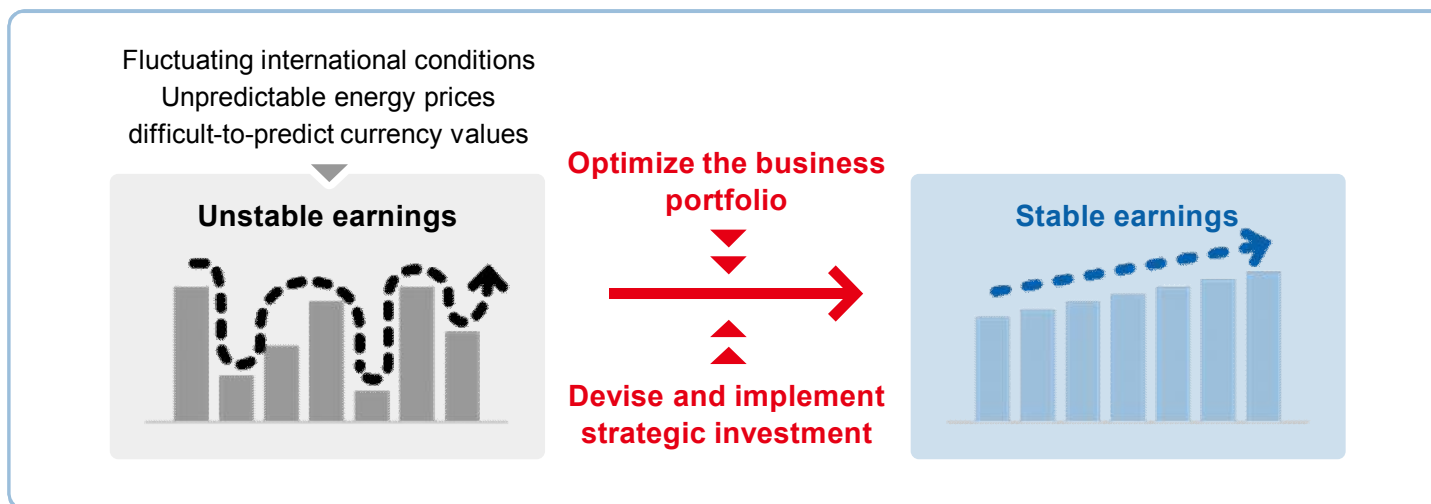 Fluctuating international conditions
Unpredictable energy prices
difficult-to-predict currency values
Unstable earnings
Optimize the business
portfolio
Devise and implement
strategic investment
Stable earnings